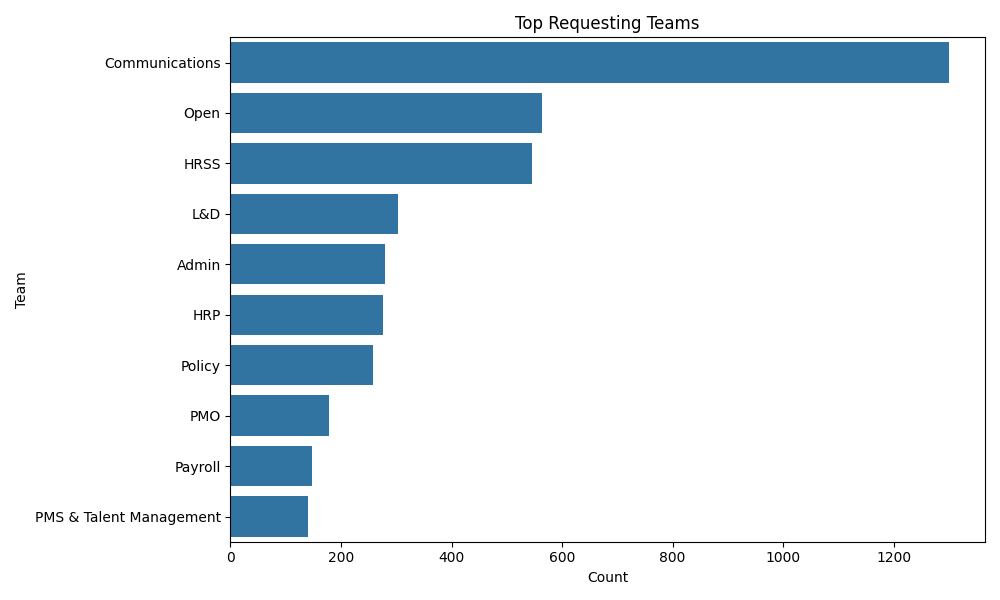 Top Requesting Teams
Team
Communications
Open
HRSS
L&D
Admin
HRP
Policy
PMO
Payroll
PMS & Talent Management
0 200 400 600 800 1000 1200
Count